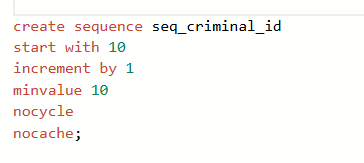 create sequence seq_criminal_id
start with 10
increment by 1
minvalue 10
nocycle
nocache;